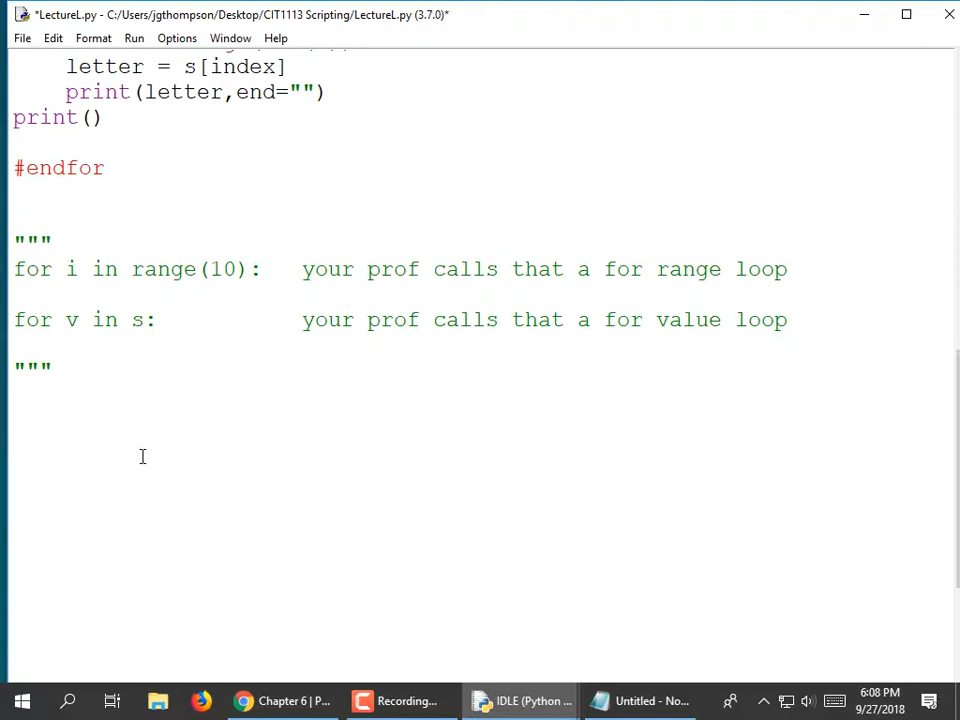 *LectureL.py - C:/Users/jgthompson/Desktop/CIT1113 Scripting/LectureL.py (3.7.0)*
File Edit Format Run Options Window Help
letter = s[index]
print(letter,end="")
print()
#endfor
"""
for i in range(10): your prof calls that a for range loop
for v in s: your prof calls that a for value loop
"""
Chapter 6 | P...
Recording...
IDLE (Python ...
Untitled - No...
6:08 PM
9/27/2018